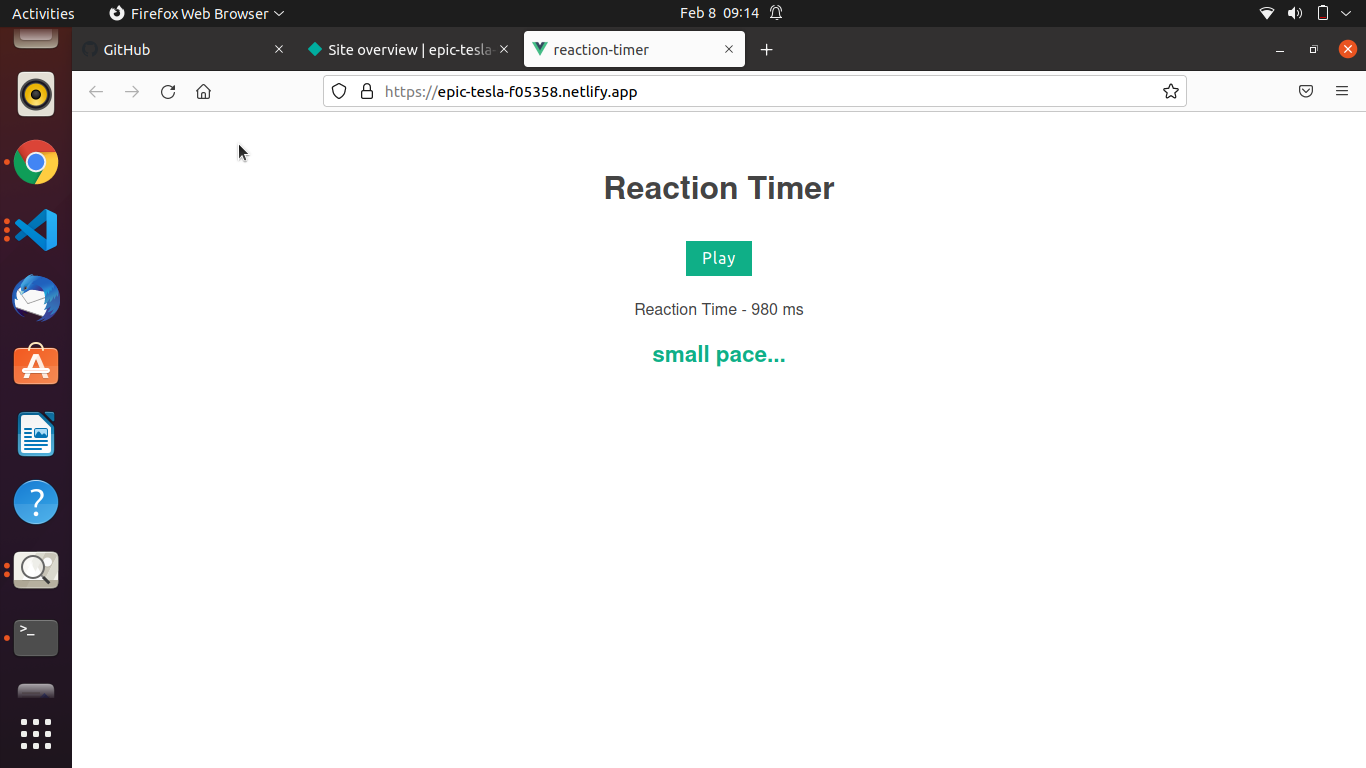 Activities
Firefox Web Browser
Feb 8 09:14
GitHub
Site overview | epic-tesla-
reaction-timer
https://epic-tesla-f05358.netlify.app
Reaction Timer
Play
Reaction Time - 980 ms
small pace...